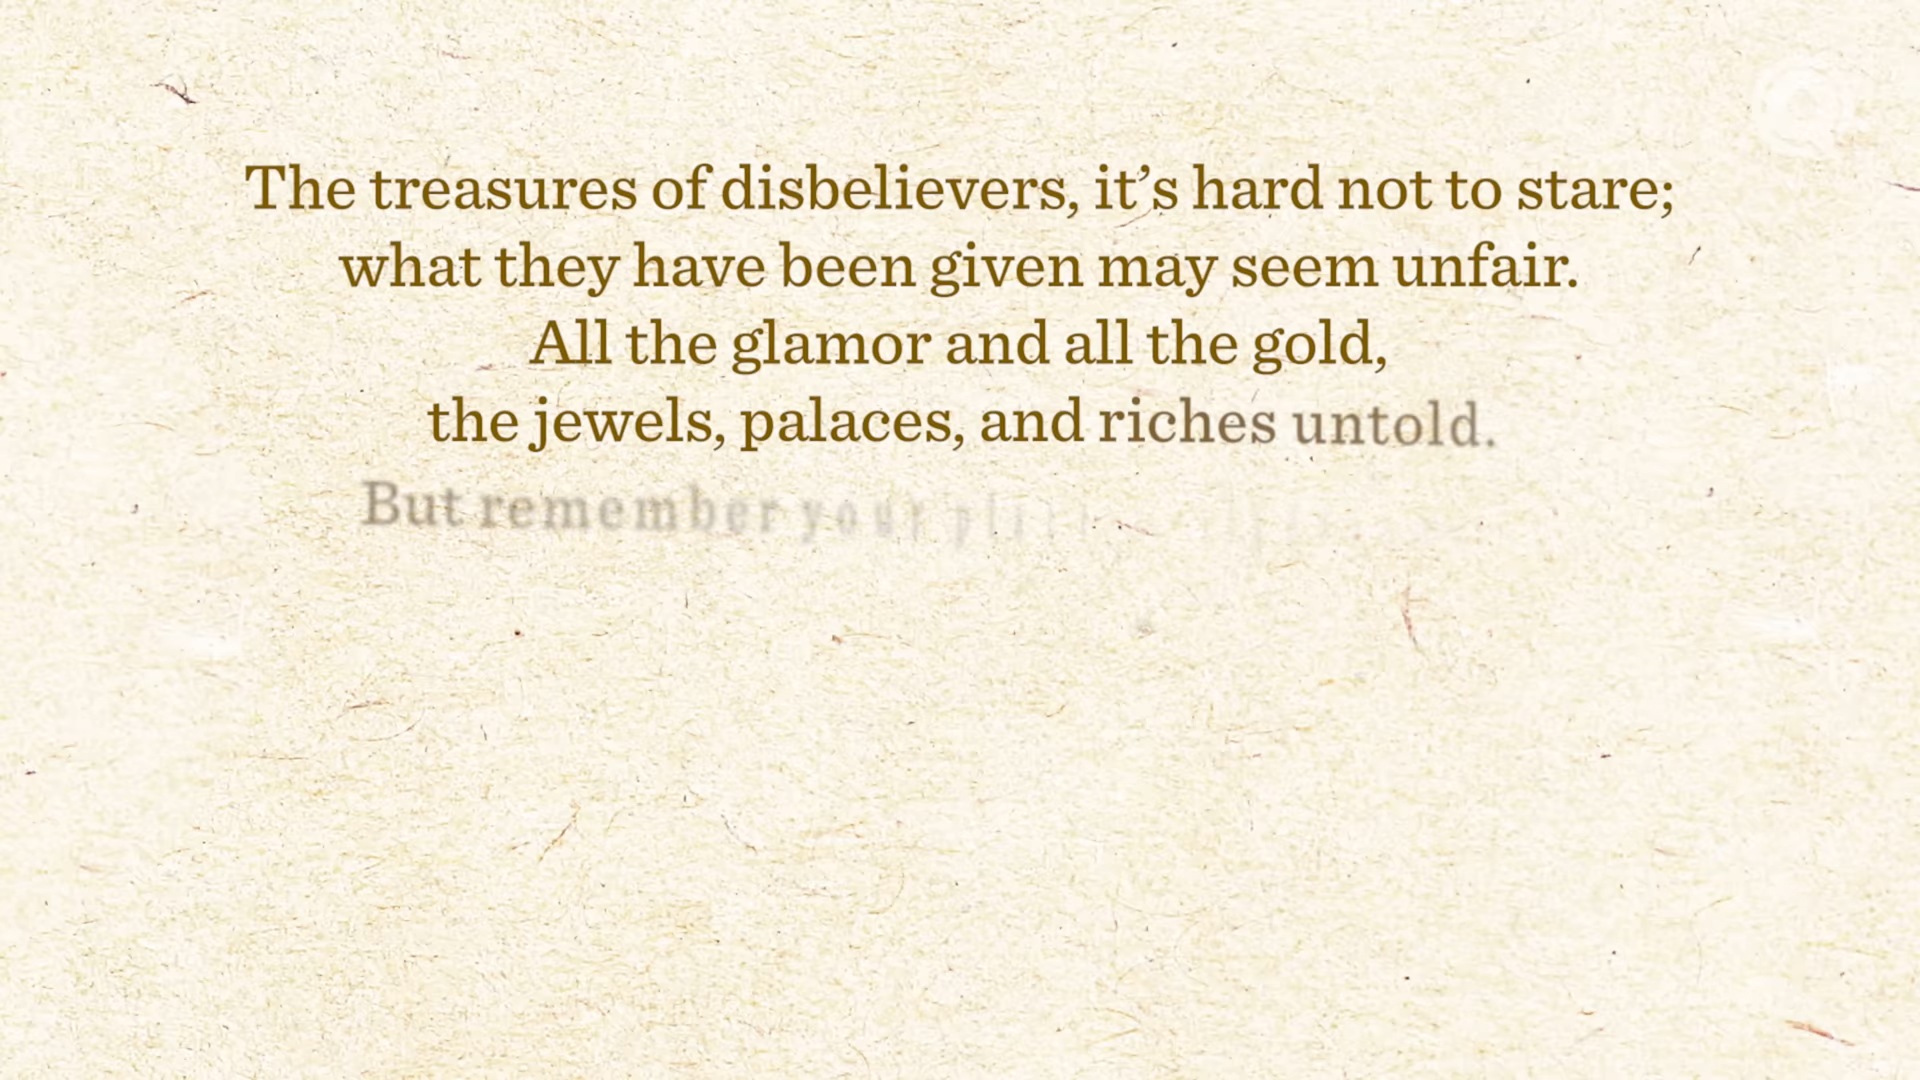 The treasures of disbelievers, it’s hard not to stare;
what they have been given may seem unfair.
All the glamor and all the gold,
the jewels, palaces, and riches untold.
But remember your